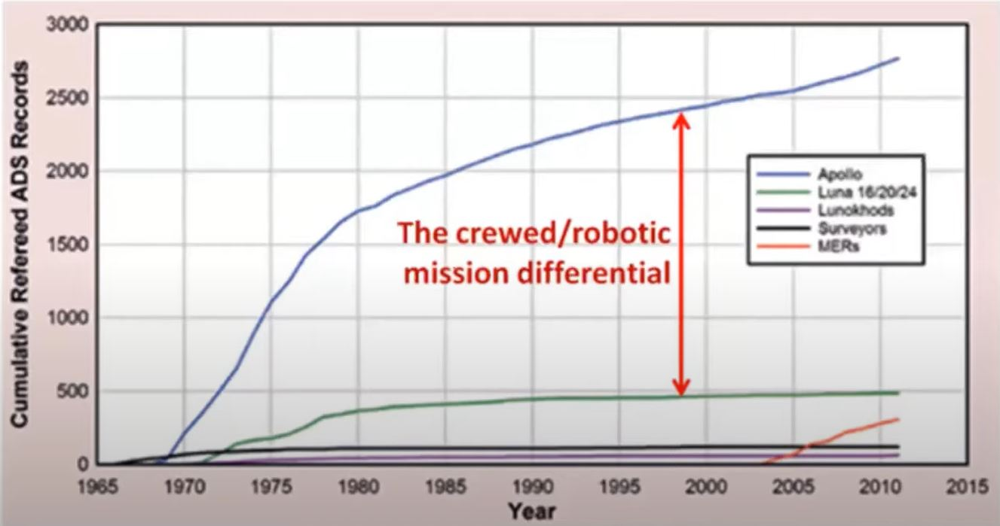 3000
2500
2000
1500
1000
500
0
Cumulative Refereed ADS Records
1965 1970 1975 1980 1985 1990 1995 2000 2005 2010 2015
Year
The crewed/robotic
mission differential
Apollo
Luna 16/20/24
Lunokhods
Surveyors
MERs